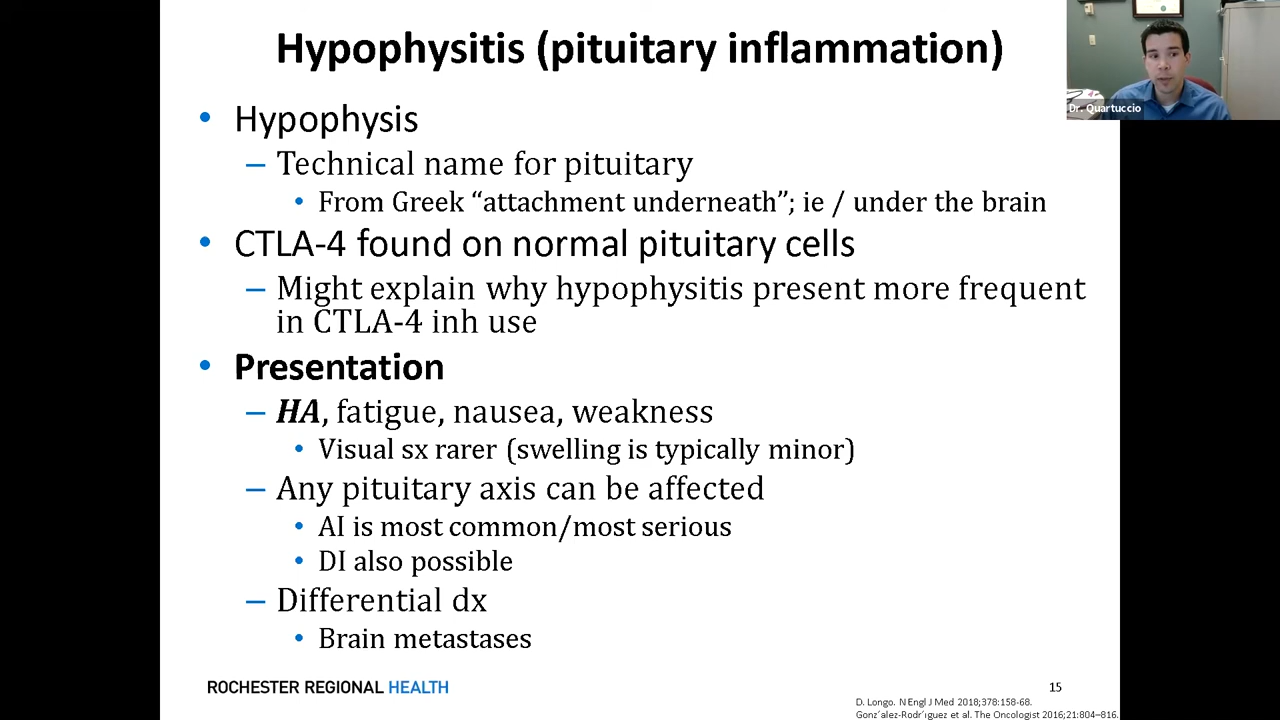 Hypophysitis (pituitary inflammation)
Dr. Quartuccio
• Hypophysis
– Technical name for pituitary
• From Greek “attachment underneath”; ie / under the brain
• CTLA-4 found on normal pituitary cells
– Might explain why hypophysitis present more frequent
in CTLA-4 inh use
• Presentation
– HA, fatigue, nausea, weakness
• Visual sx rarer (swelling is typically minor)
– Any pituitary axis can be affected
• AI is most common/most serious
• DI also possible
– Differential dx
• Brain metastases
ROCHESTER REGIONAL HEALTH
15
D. Longo. N Engl J Med 2018;378:158-68.
Gonz´alez-Rodr´ıguez et al. The Oncologist 2016;21:804–816.